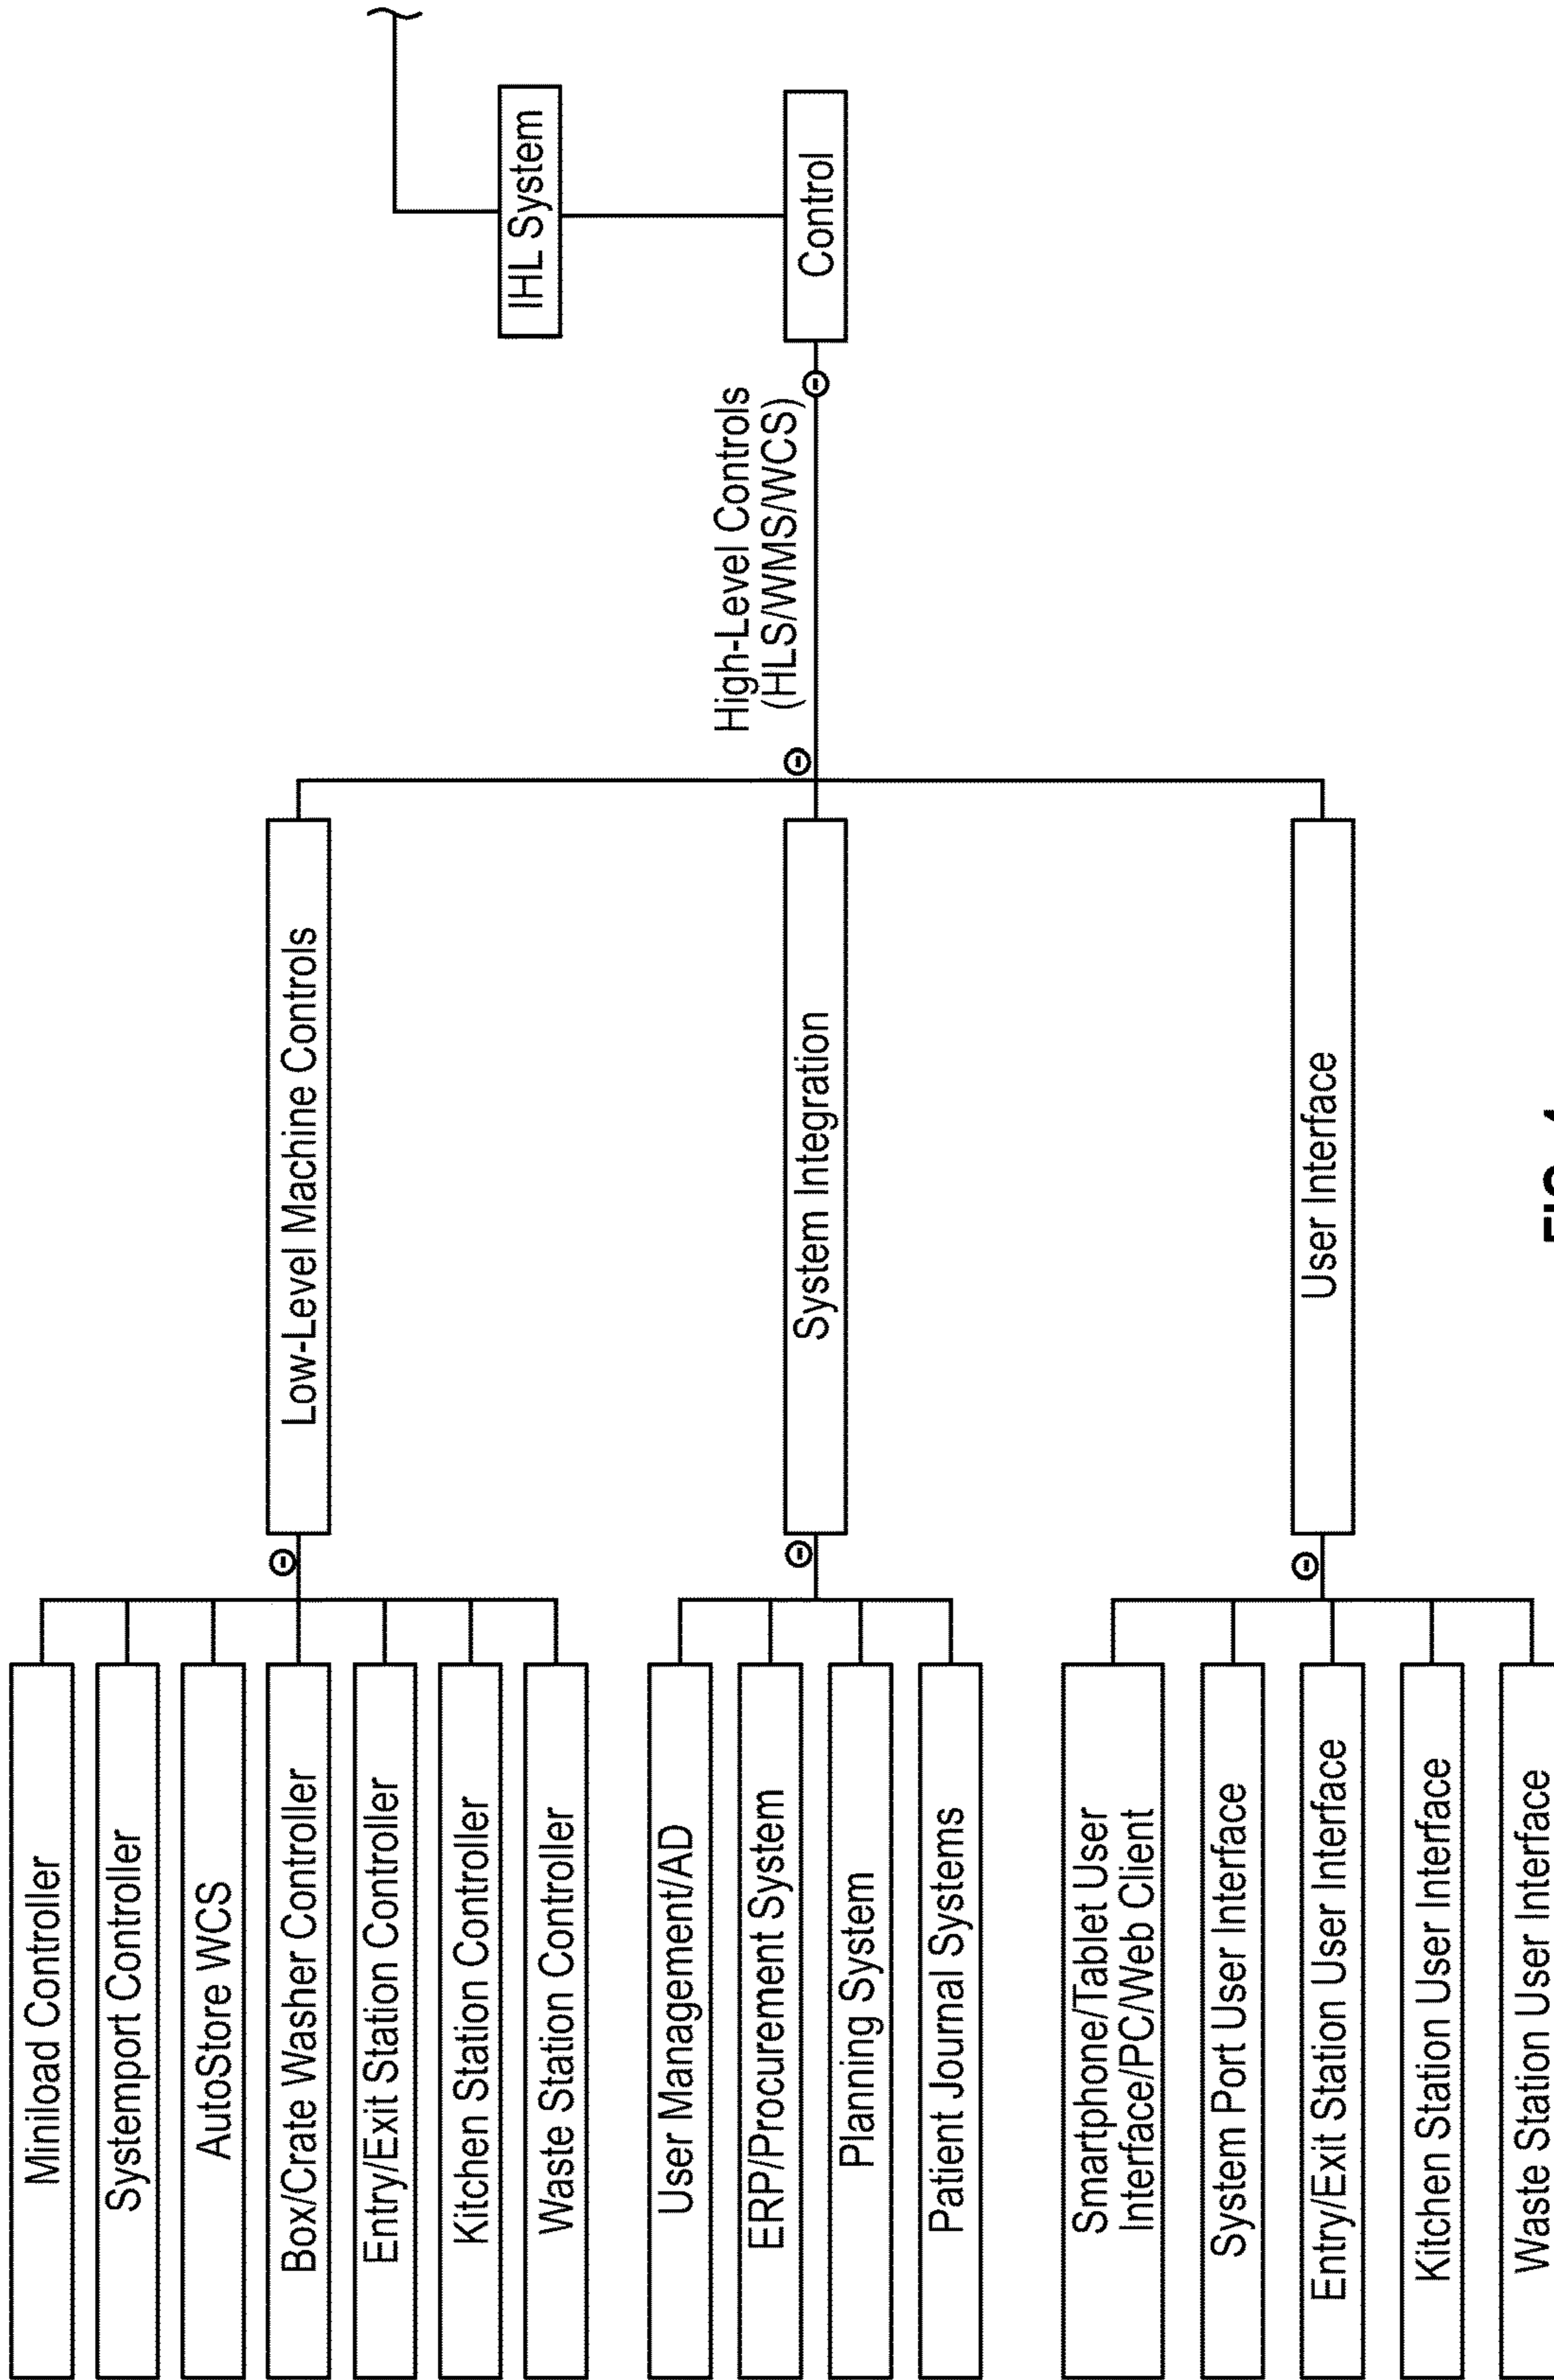 IHL System
Control
High-Level Controls
(HLS/WMS/WCS)
Low-Level Machine Controls
Miniload Controller
Systemport Controller
AutoStore WCS
Box/Crate Washer Controller
Entry/Exit Station Controller
Kitchen Station Controller
Waste Station Controller
System Integration
User Management/AD
ERP/Procurement System
Planning System
Patient Journal Systems
User Interface
Smartphone/Tablet User
Interface/PC/Web Client
System Port User Interface
Entry/Exit Station User Interface
Kitchen Station User Interface
Waste Station User Interface